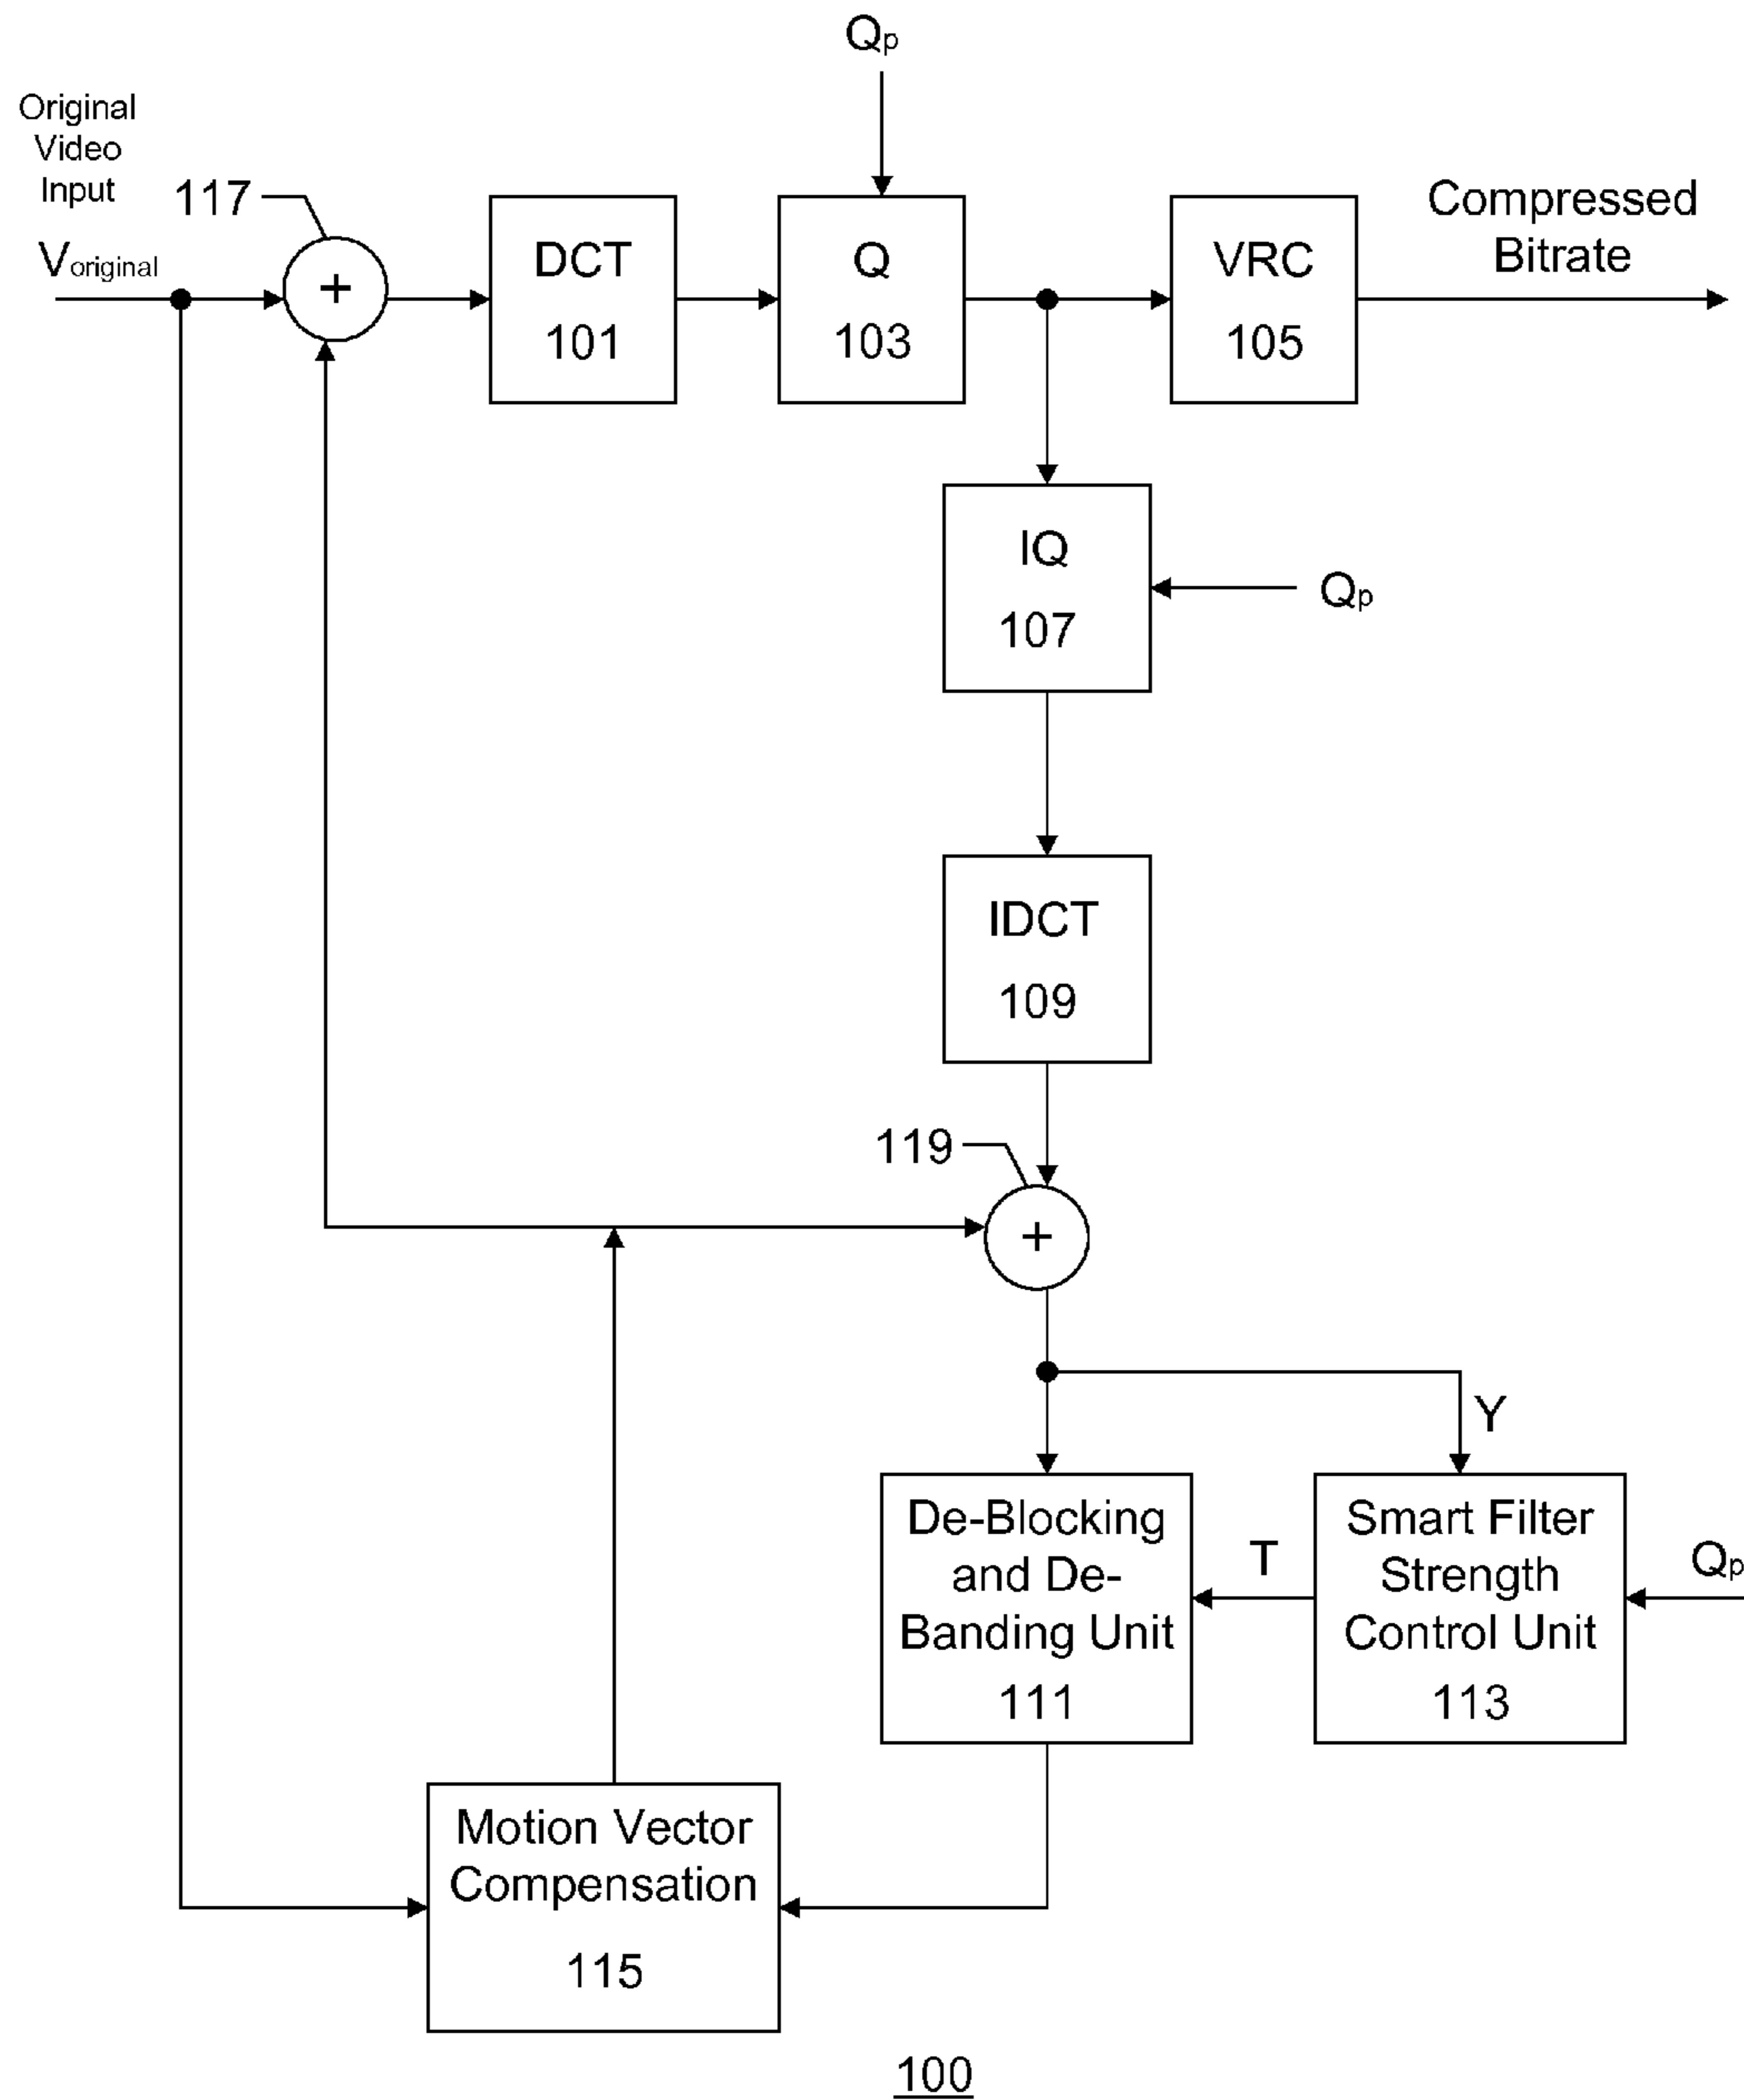 Qp
Original
Video
Input
117
Voriginal
+
DCT
101
Q
103
VRC
105
Compressed
Bitrate
IQ
107
Qp
IDCT
109
119
+
Y
De-Blocking
and De-
Banding Unit
111
T
Smart Filter
Strength
Control Unit
113
Qp
Motion Vector
Compensation
115
100